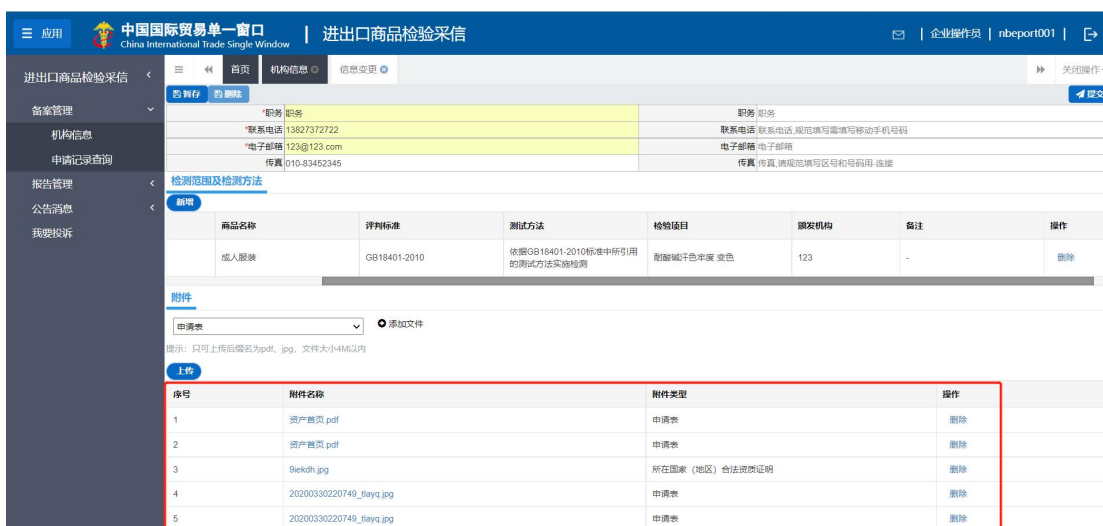 应用
中国国际贸易单一窗口
China International Trade Single Window
进出口商品检验采信
企业操作员 | nbeport001 |
进出口商品检验采信
首页
机构信息
信息变更
关闭操作
备案管理
机构信息
申请记录查询
报告管理
公告消息
我要投诉
暂存
删除
提交
*职务 职务 职务 职务
*联系电话 13827372722 联系电话 联系电话,规范填写需填写移动手机号码
*电子邮箱 123@123.com 电子邮箱 电子邮箱
传真 010-83452345 传真 传真,请规范填写区号和号码用-连接
检测范围及检测方法
新增
商品名称 评判标准 测试方法 检验项目 颁发机构 备注 操作
成人服装 GB18401-2010 依据GB18401-2010标准中所引用 耐酸碱汗色牢度 变色 123 - 删除
的测试方法实施检测
附件
申请表 添加文件
提示：只可上传后缀名为pdf、jpg，文件大小4M以内
上传
序号 附件名称 附件类型 操作
1 资产首页.pdf 申请表 删除
2 资产首页.pdf 申请表 删除
3 9iekdh.jpg 所在国家（地区）合法资质证明 删除
4 20200330220749_tlayq.jpg 申请表 删除
5 20200330220749_tlayq.jpg 申请表 删除